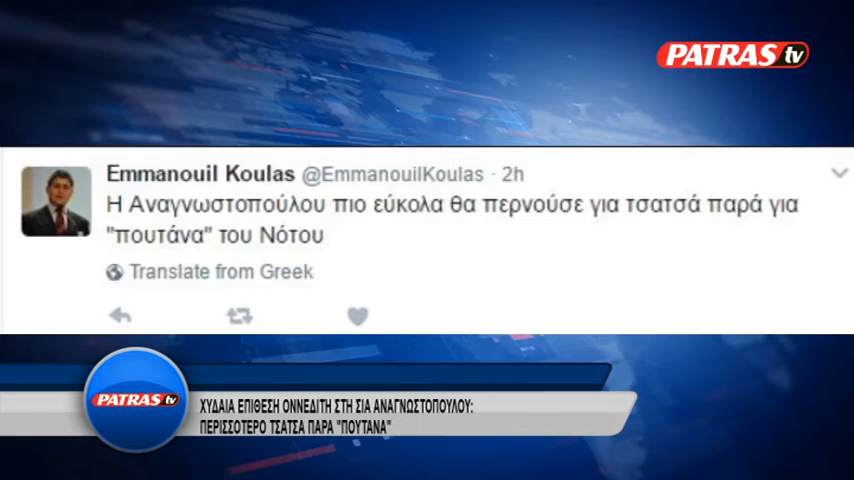 PATRAS tv
Emmanouil Koulas @EmmanouilKoulas · 2h
Η Αναγνωστοπούλου πιο εύκολα θα περνούσε για τσατσά παρά για
"πουτάνα" του Νότου
Translate from Greek
PATRAS tv
ΧΥΔΑΙΑ ΕΠΙΘΕΣΗ ΟΝΝΕΔΙΤΗ ΣΤΗ ΣΙΑ ΑΝΑΓΝΩΣΤΟΠΟΥΛΟΥ:
ΠΕΡΙΣΣΟΤΕΡΟ ΤΣΑΤΣΑ ΠΑΡΑ "ΠΟΥΤΑΝΑ"